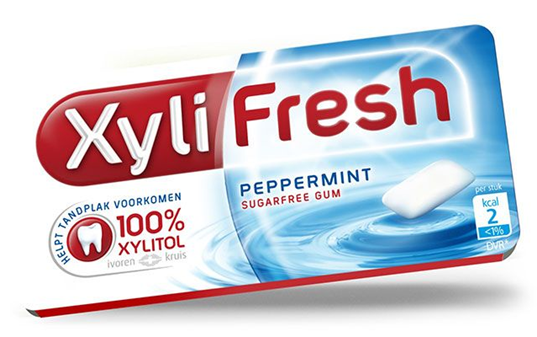 Xyli Fresh
PEPPERMINT
SUGARFREE GUM
HELPT TANDPLAK VOORKOMEN
100%
XYLITOL
ivoren kruis
per stuk
kcal
2
<1%
DVR*